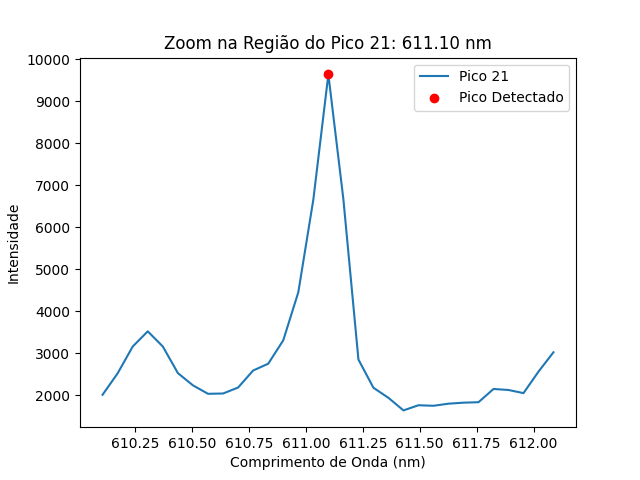 Zoom na Região do Pico 21: 611.10 nm
Pico 21
Pico Detectado
Intensidade
10000
9000
8000
7000
6000
5000
4000
3000
2000
610.25 610.50 610.75 611.00 611.25 611.50 611.75 612.00
Comprimento de Onda (nm)